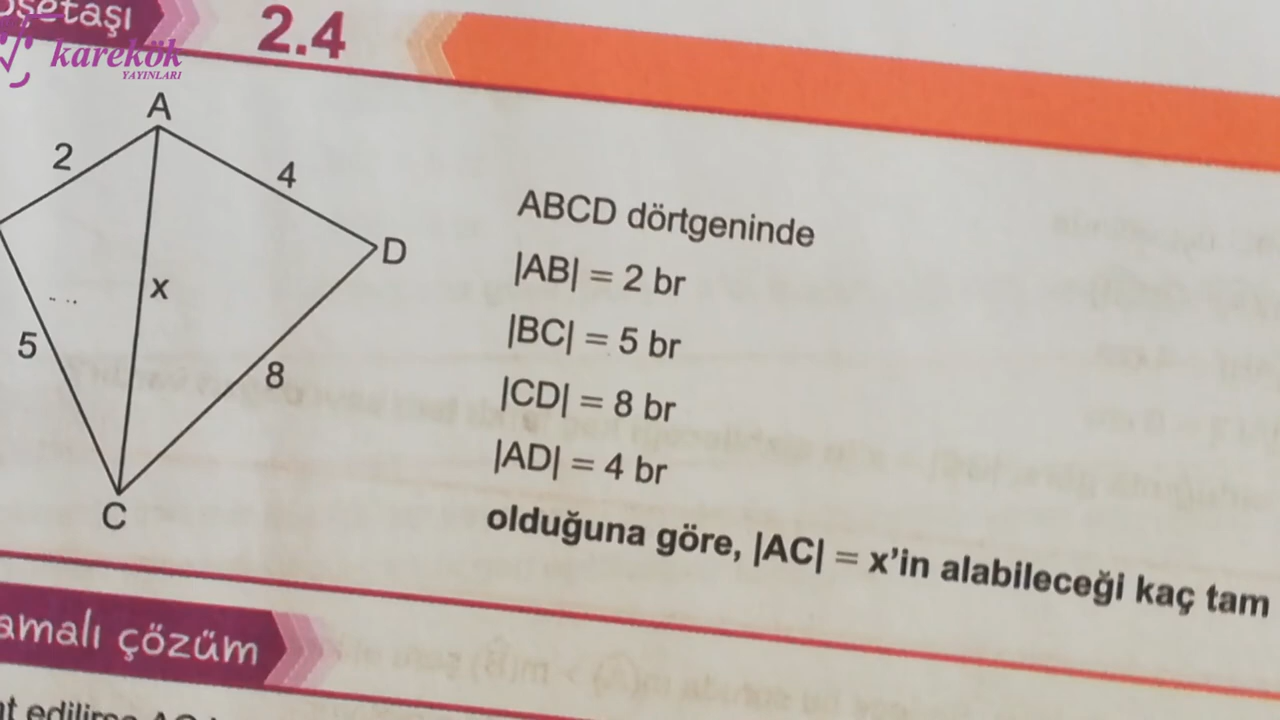 2.4
karekök
YAYINLARI
A
2
4
D
x
5
8
C
ABCD dörtgeninde
|AB| = 2 br
|BC| = 5 br
|CD| = 8 br
|AD| = 4 br
olduğuna göre, |AC| = x’in alabileceği kaç tam
çözüm